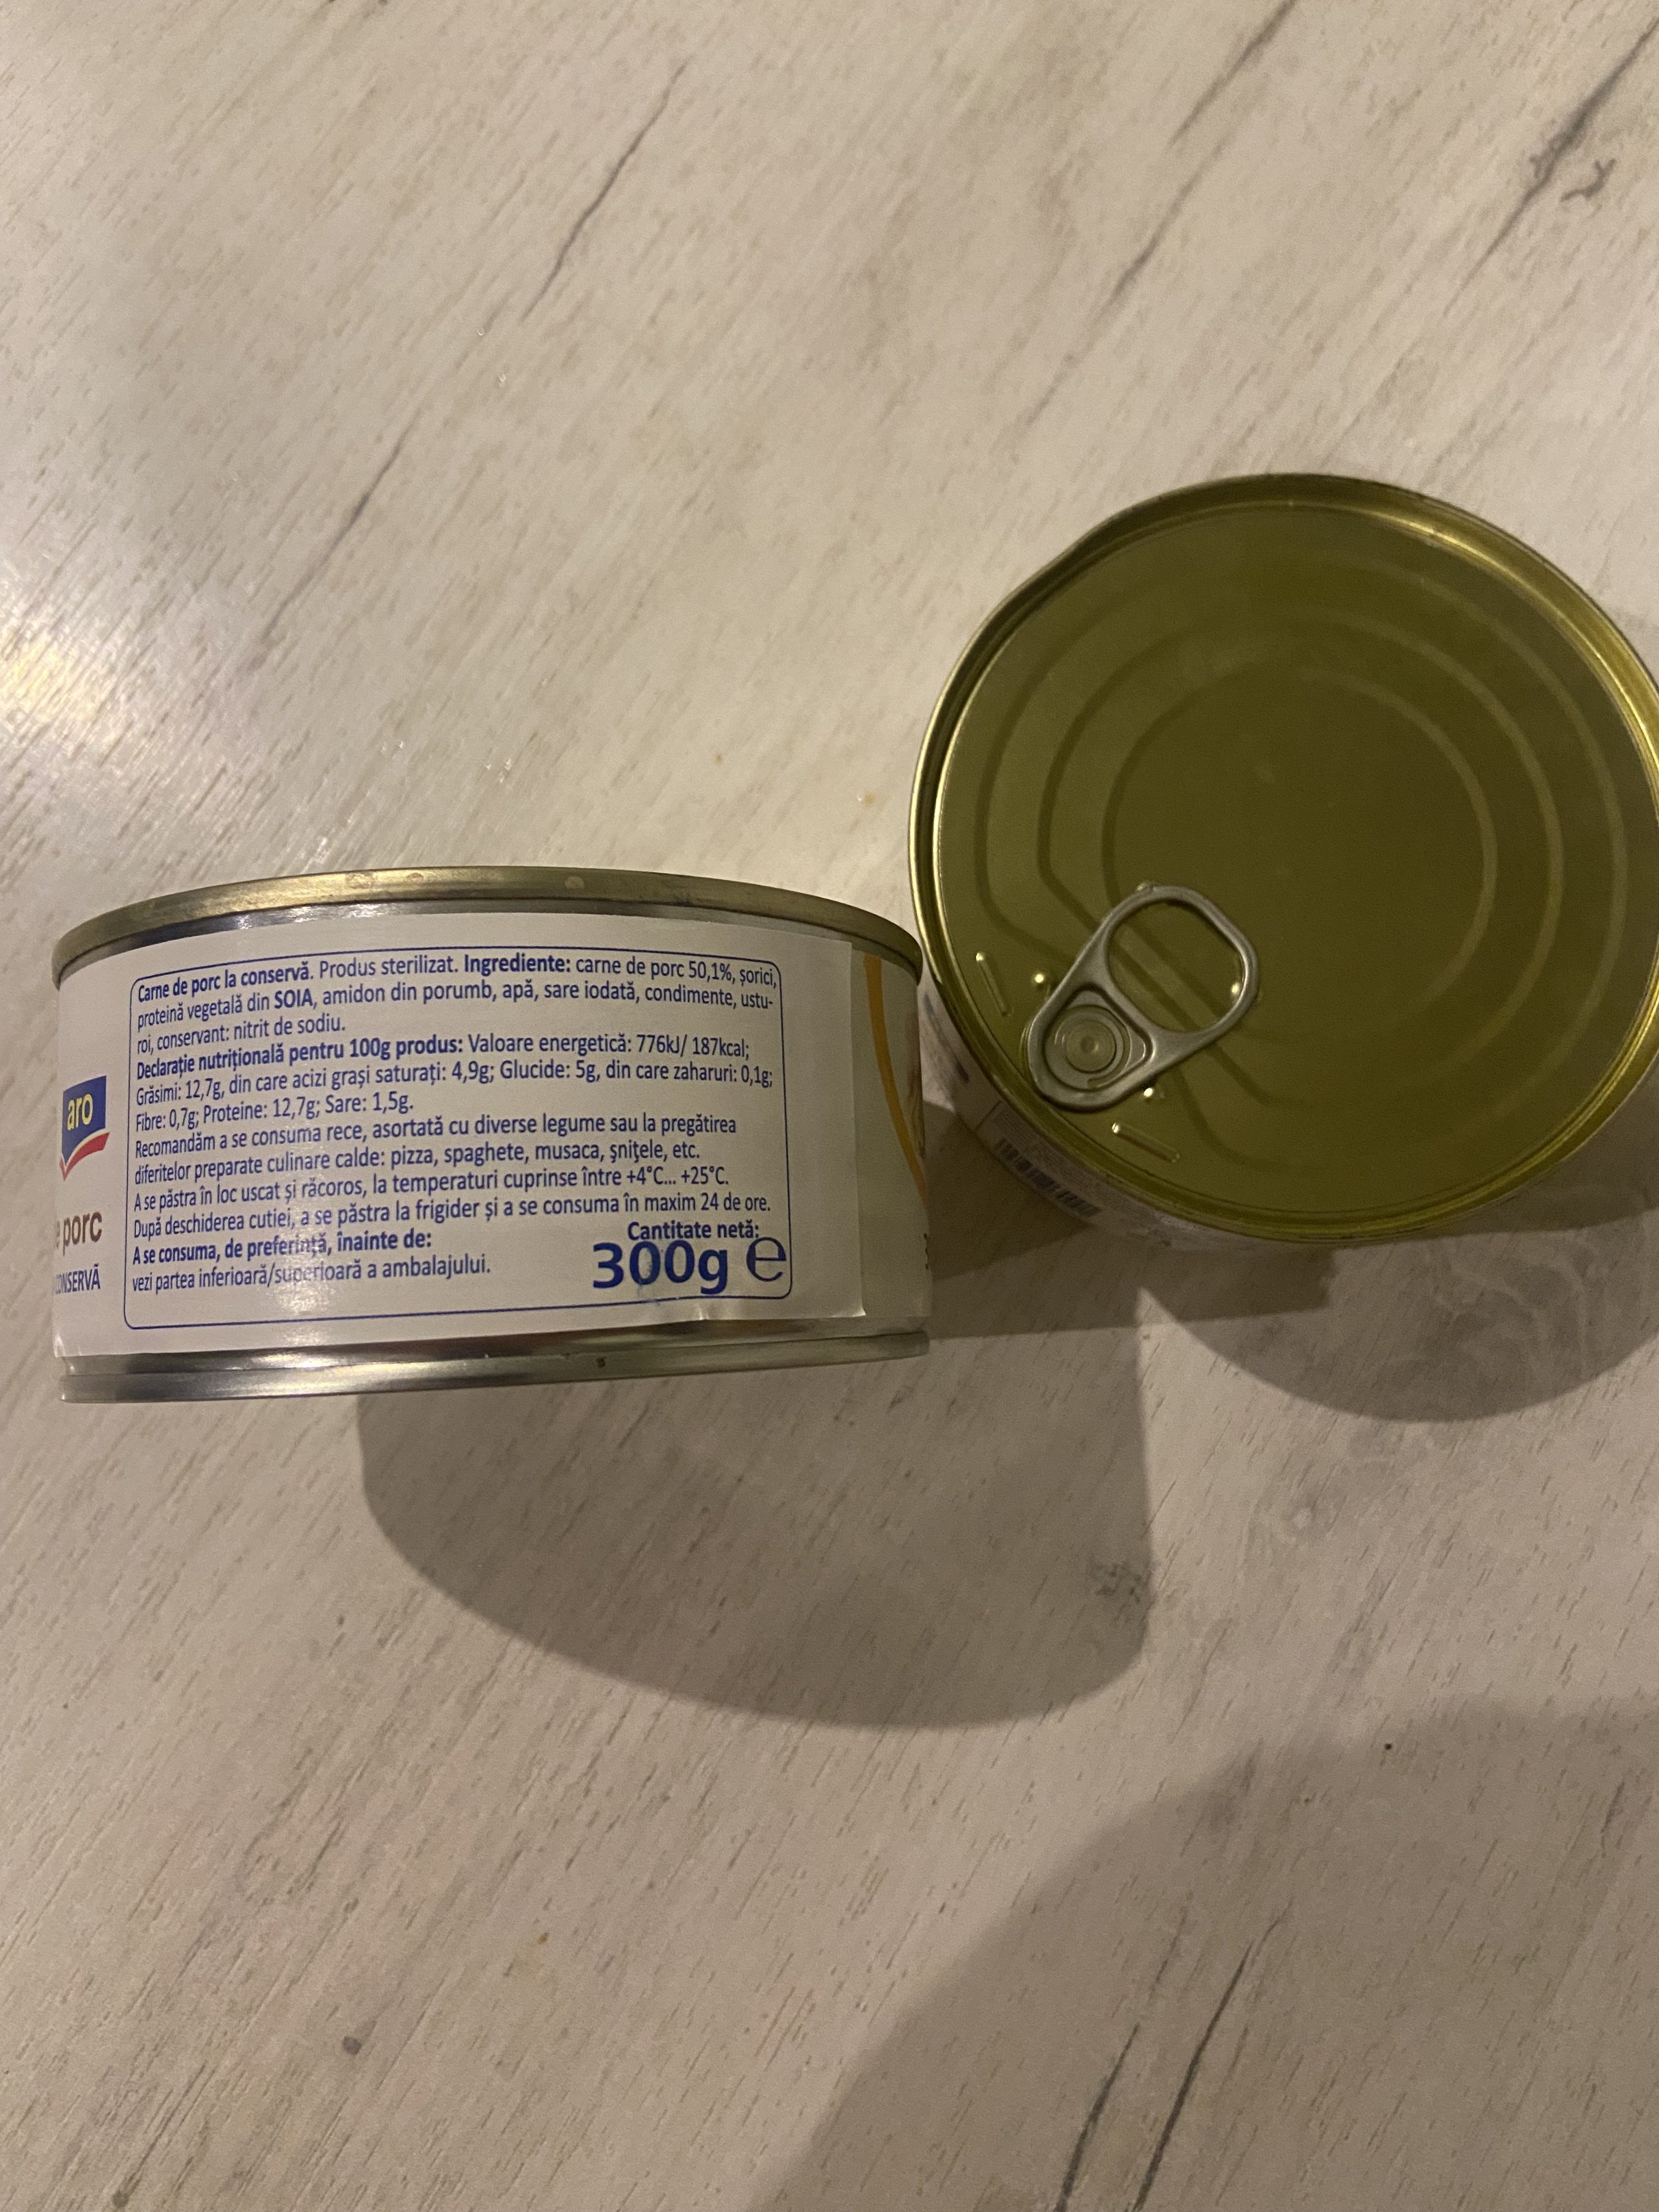 Carne de porc la conservă. Produs sterilizat. Ingrediente: carne de porc 50,1%, șorici,
proteină vegetală din SOIA, amidon din porumb, apă, sare iodată, condimente, ustu-
roi, conservant: nitrit de sodiu.
Declarație nutrițională pentru 100g produs: Valoare energetică: 776kJ/ 187kcal;
Grăsimi: 12,7g, din care acizi grași saturați: 4,9g; Glucide: 5g, din care zaharuri: 0,1g;
Fibre: 0,7g; Proteine: 12,7g; Sare: 1,5g.
Recomandăm a se consuma rece, asortată cu diverse legume sau la pregătirea
diferitelor preparate culinare calde: pizza, spaghete, musaca, şniţele, etc.
A se păstra în loc uscat și răcoros, la temperaturi cuprinse între +4°C... +25°C.
După deschiderea cutiei, a se păstra la frigider și a se consuma în maxim 24 de ore.
A se consuma, de preferință, înainte de:
vezi partea inferioară/superioară a ambalajului.
Cantitate netă:
300g e
aro
e porc
CONSERVĂ